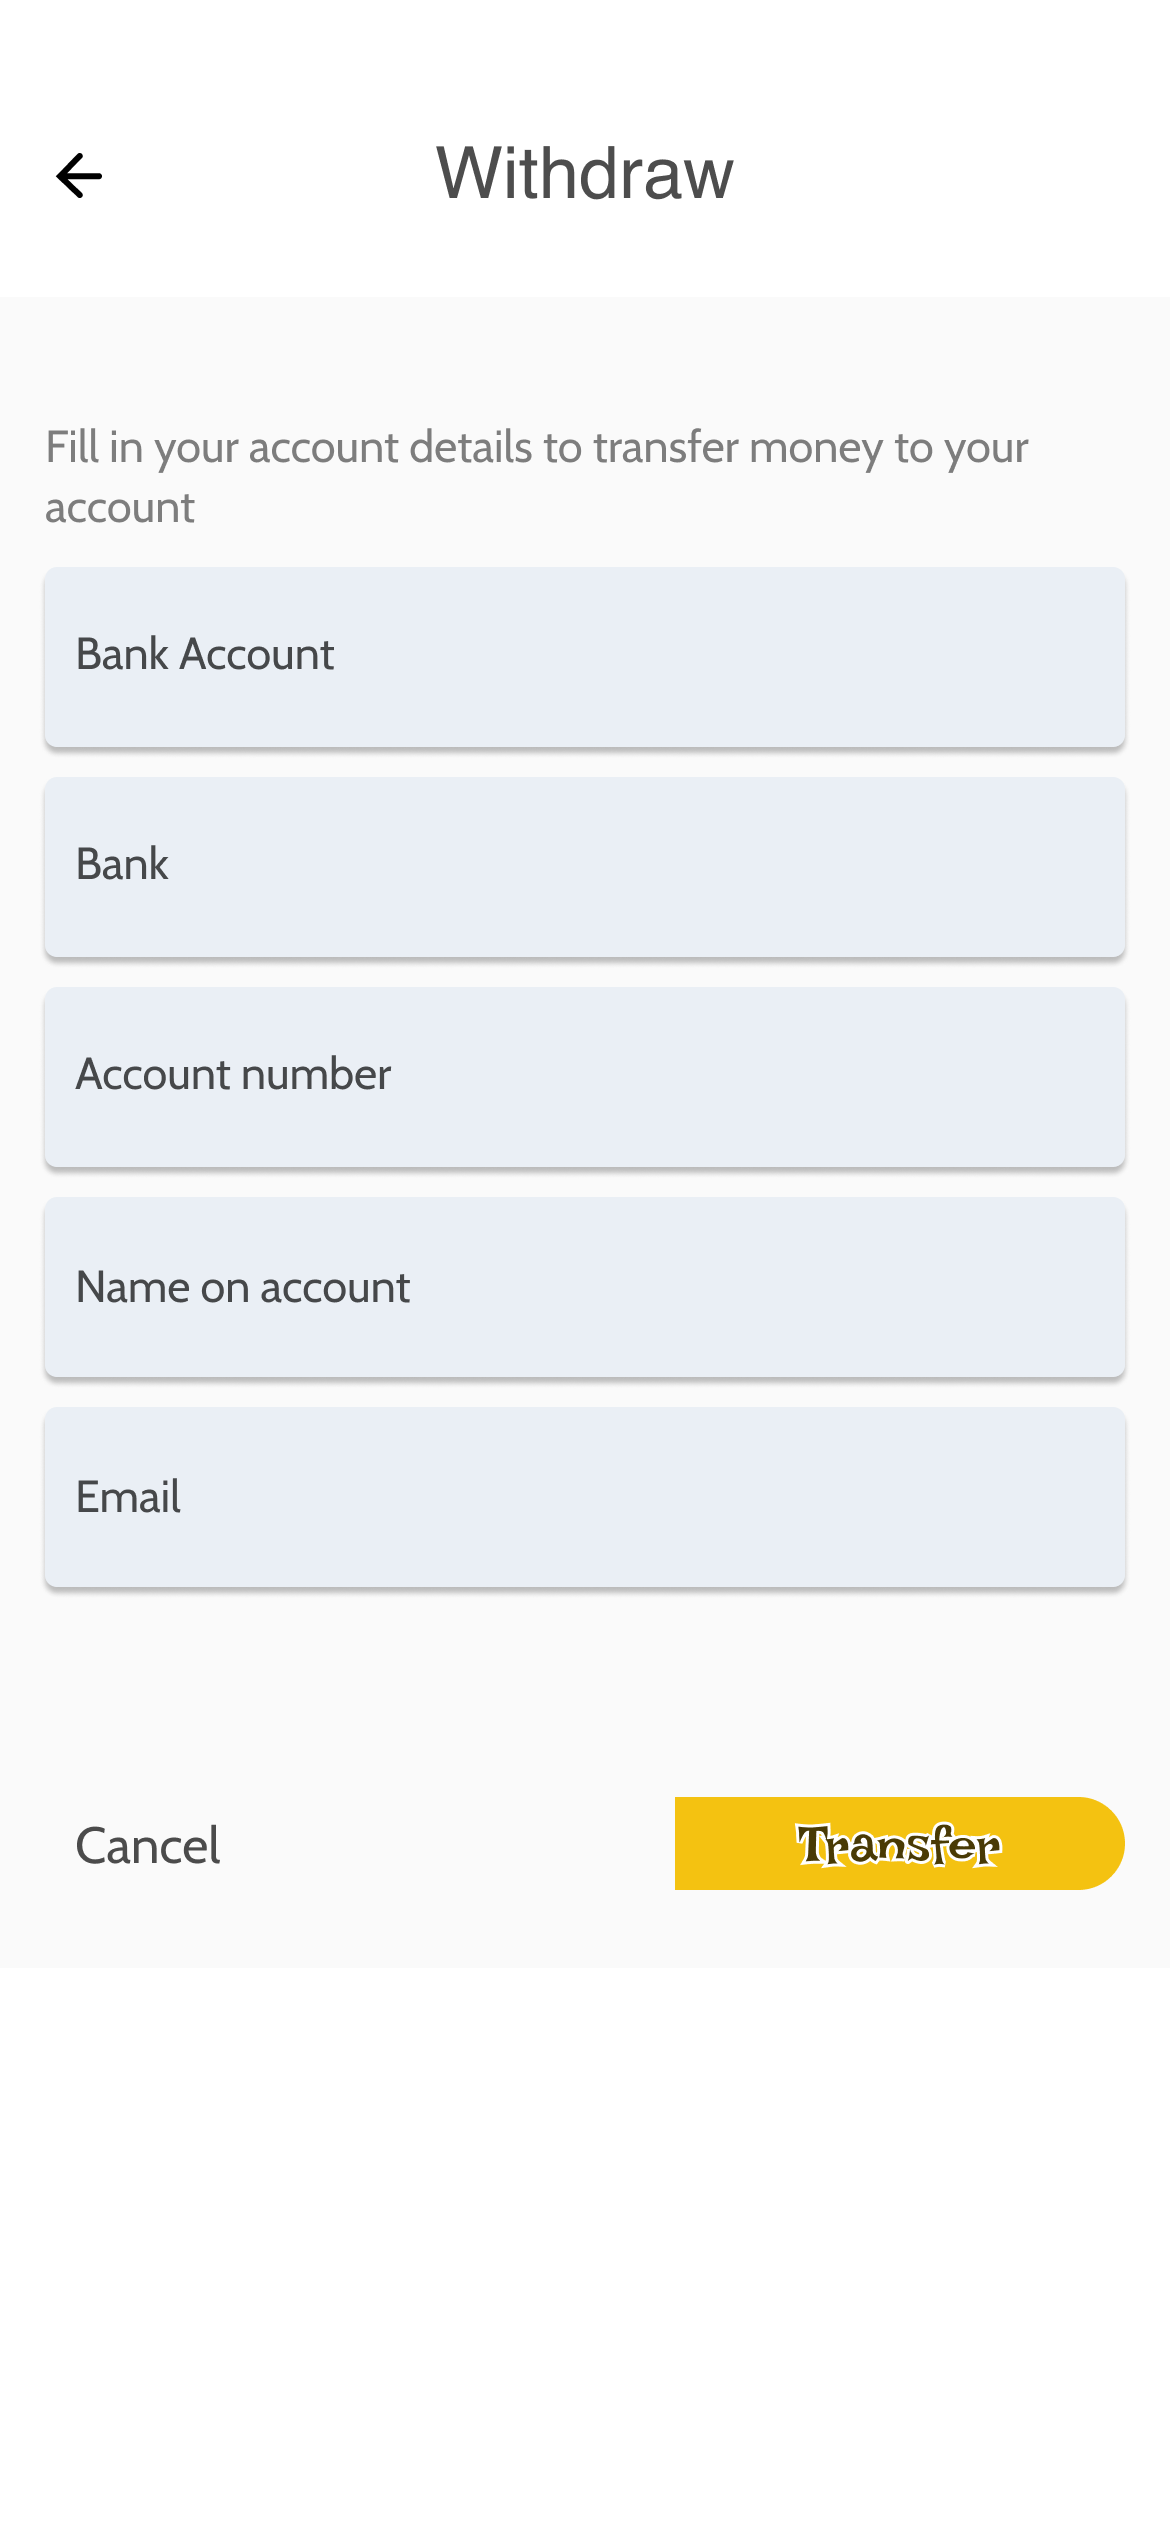 Withdraw
Fill in your account details to transfer money to your
account
Bank Account
Bank
Account number
Name on account
Email
Cancel
Transfer